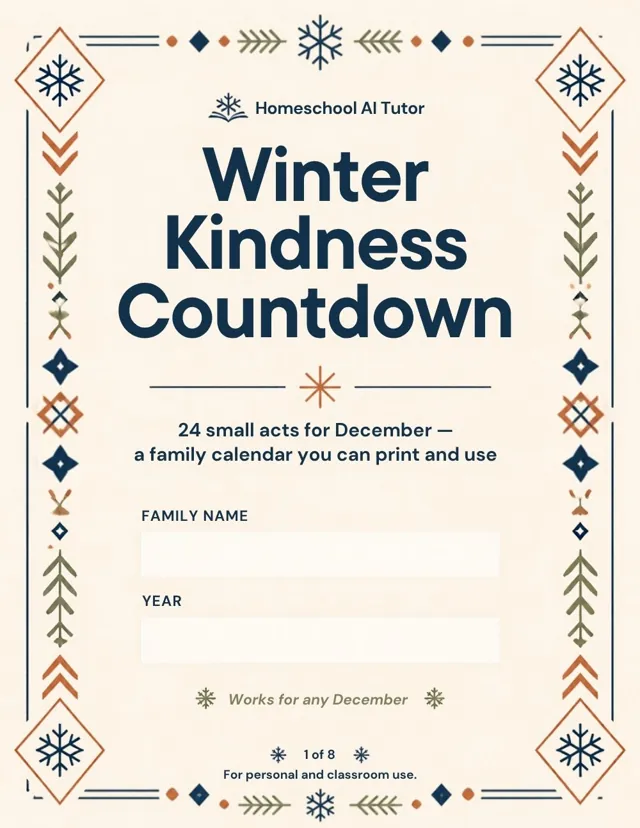 Homeschool AI Tutor
Winter
Kindness
Countdown
24 small acts for December —
a family calendar you can print and use
FAMILY NAME
YEAR
Works for any December
1 of 8
For personal and classroom use.